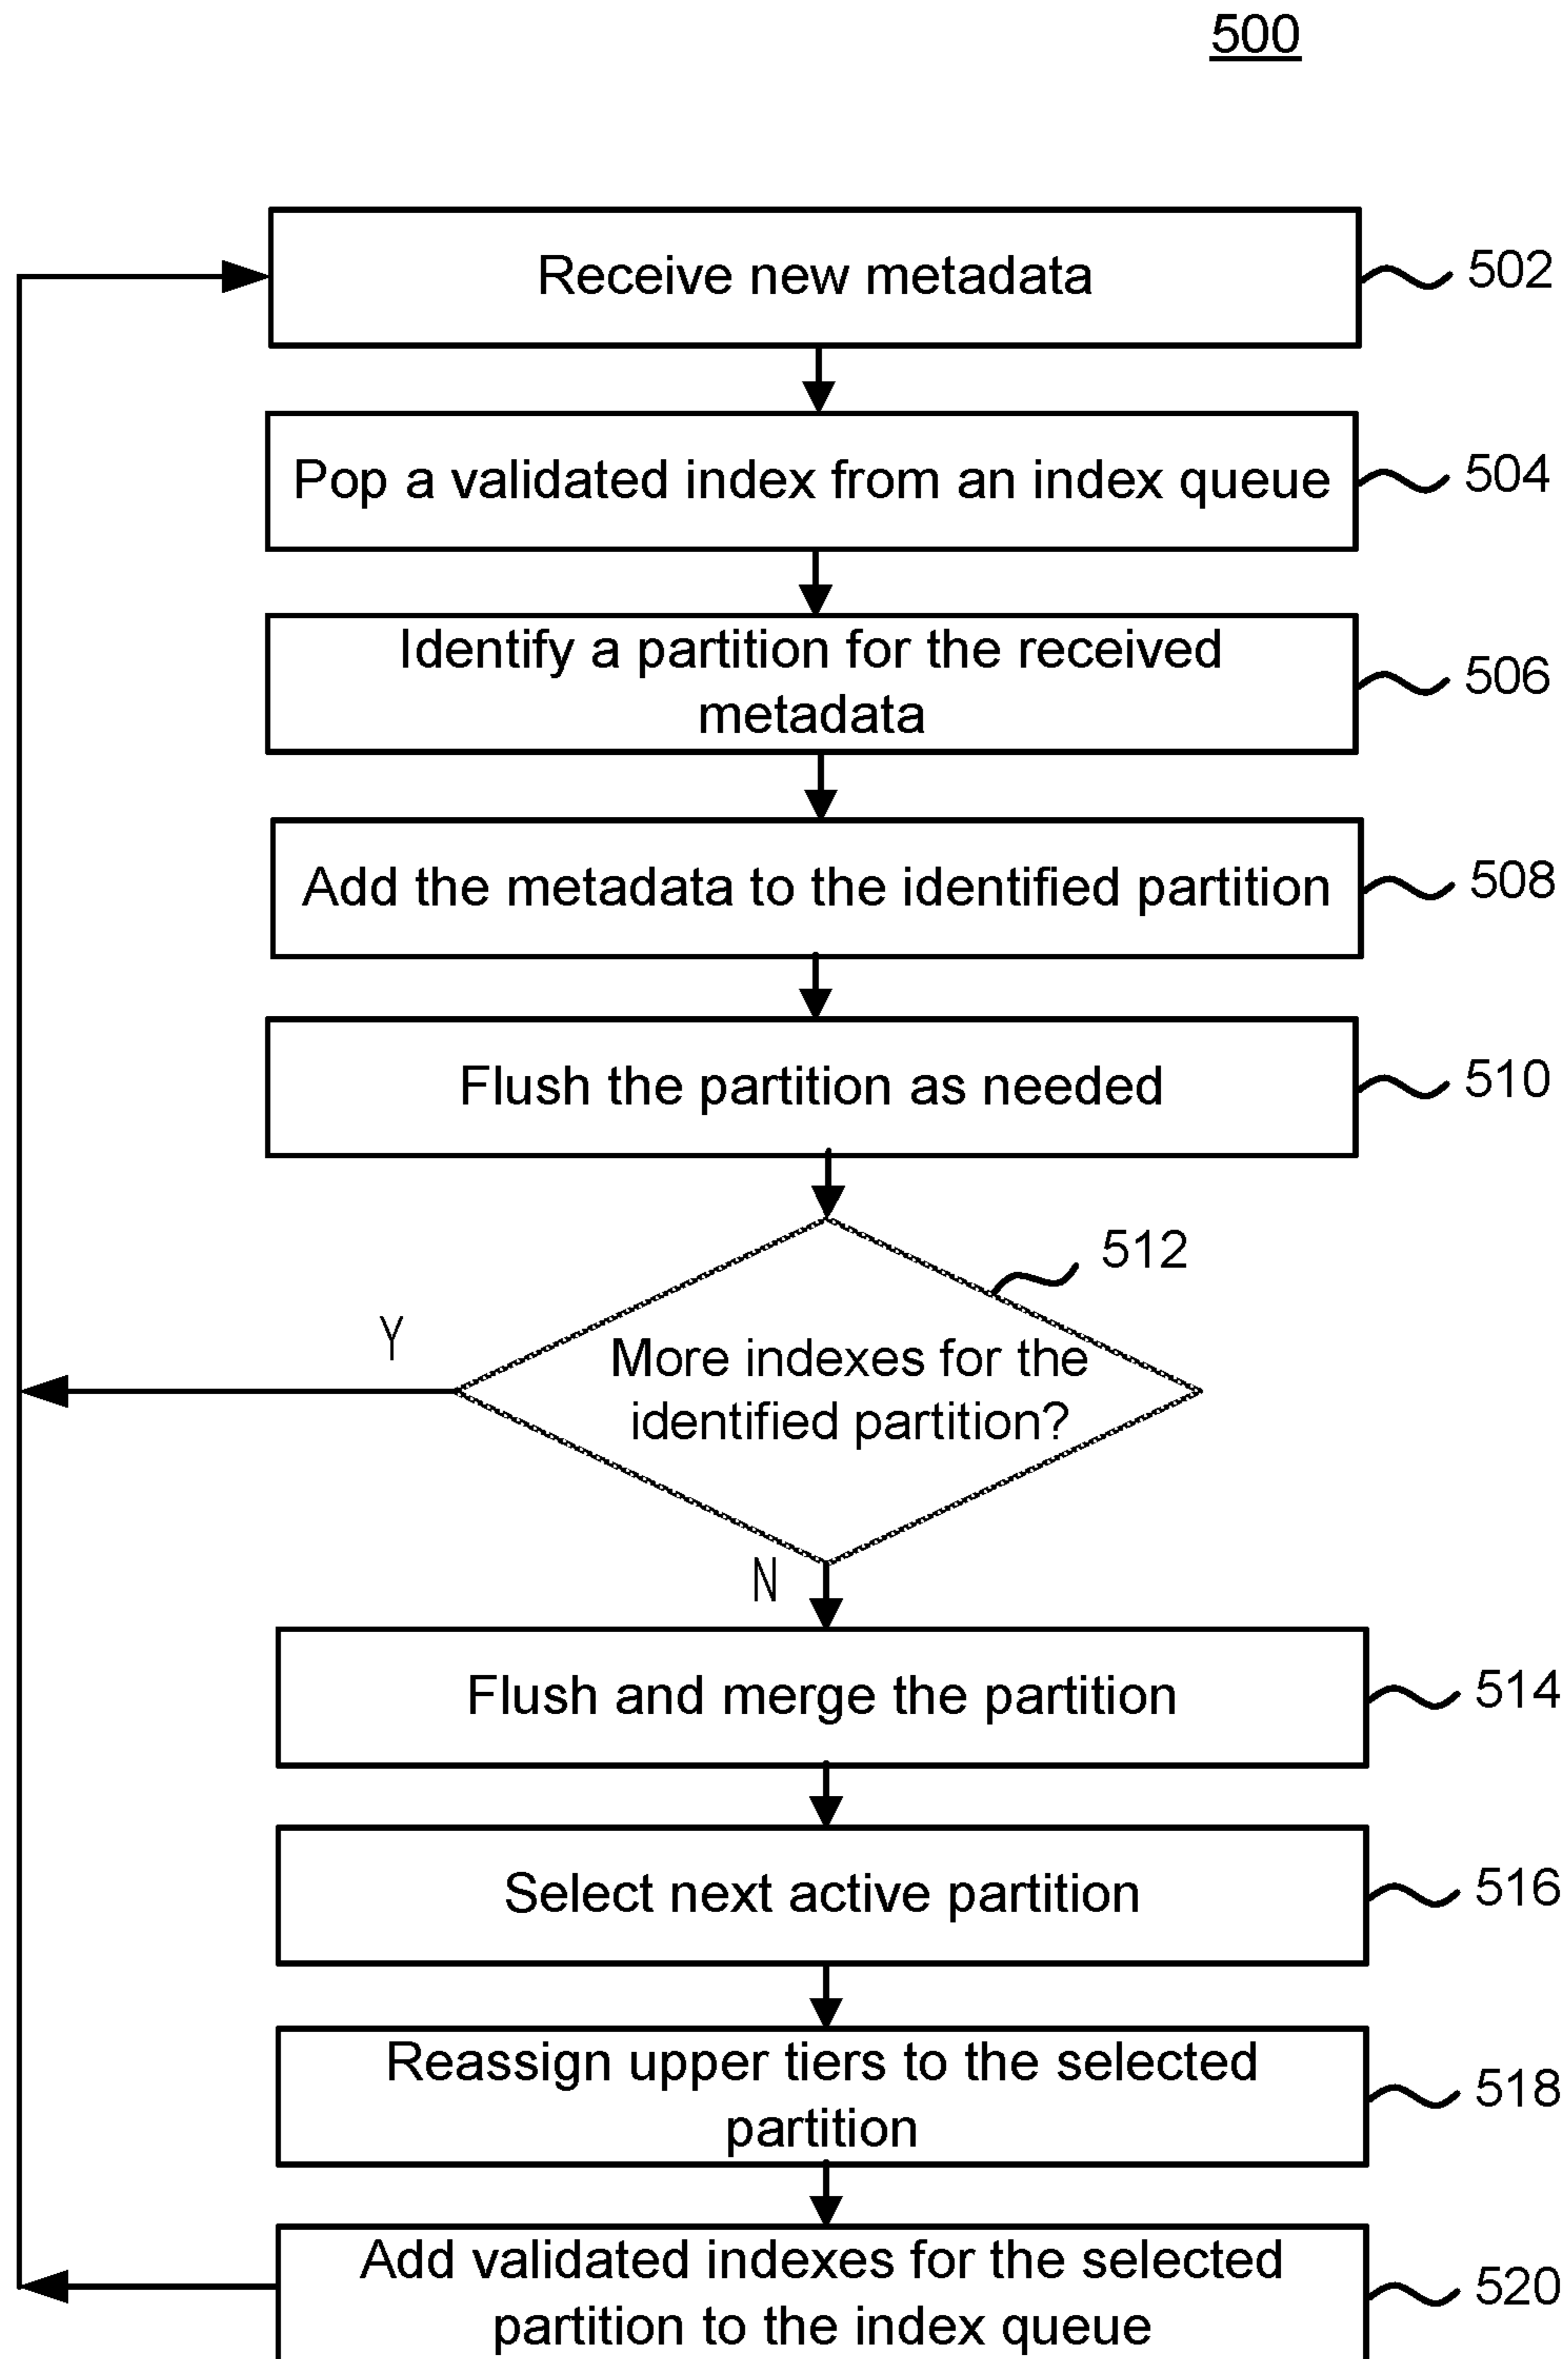 500
Receive new metadata
502
Pop a validated index from an index queue
504
Identify a partition for the received
metadata
506
Add the metadata to the identified partition
508
Flush the partition as needed
510
512
Y
More indexes for the
identified partition?
N
Flush and merge the partition
514
Select next active partition
516
Reassign upper tiers to the selected
partition
518
Add validated indexes for the selected
partition to the index queue
520